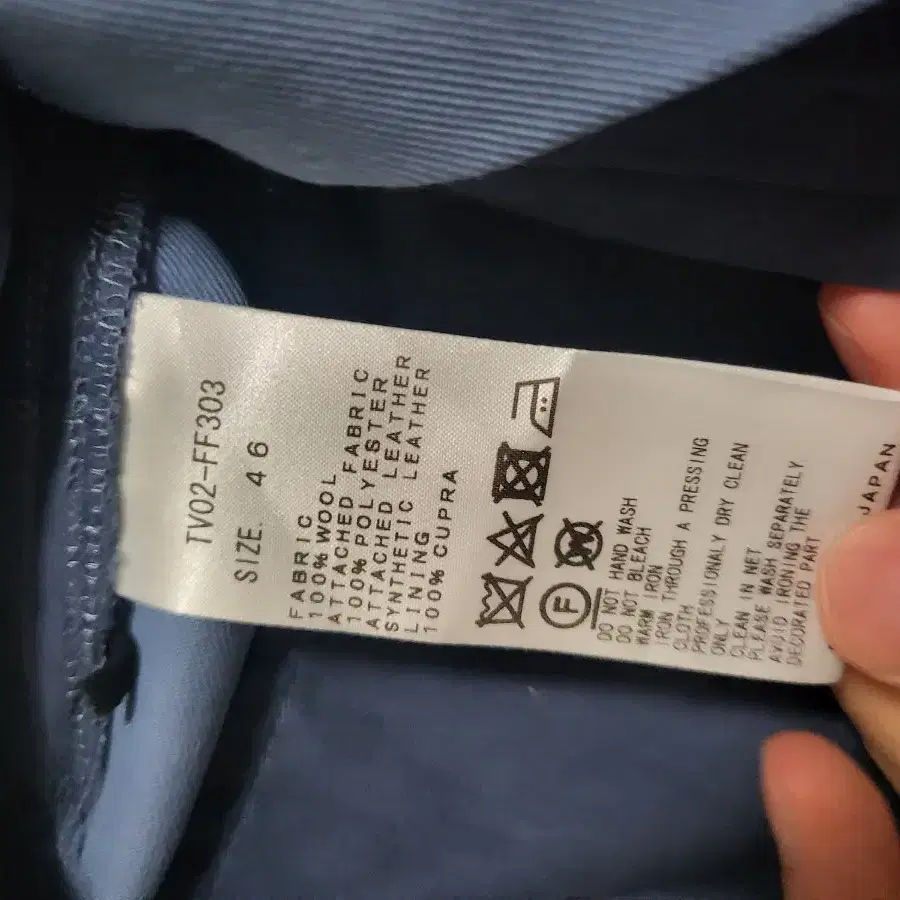 TV02-FF303
SIZE. 46
FABRIC
100% WOOL
ATTACHED FABRIC
100% POLYESTER
ATTACHED LEATHER
SYNTHETIC LEATHER
LINING LEATHER
100% CUPRA
F
W
DO NOT HAND WASH
DO NOT BLEACH
WARM IRON
IRON THROUGH A PRESSING
CLOTH
PROFESSIONALY DRY CLEAN
ONLY
CLEAN IN NET
PLEASE WASH SEPARATELY
AVOID IRONING THE
DECORATED PART
JAPAN